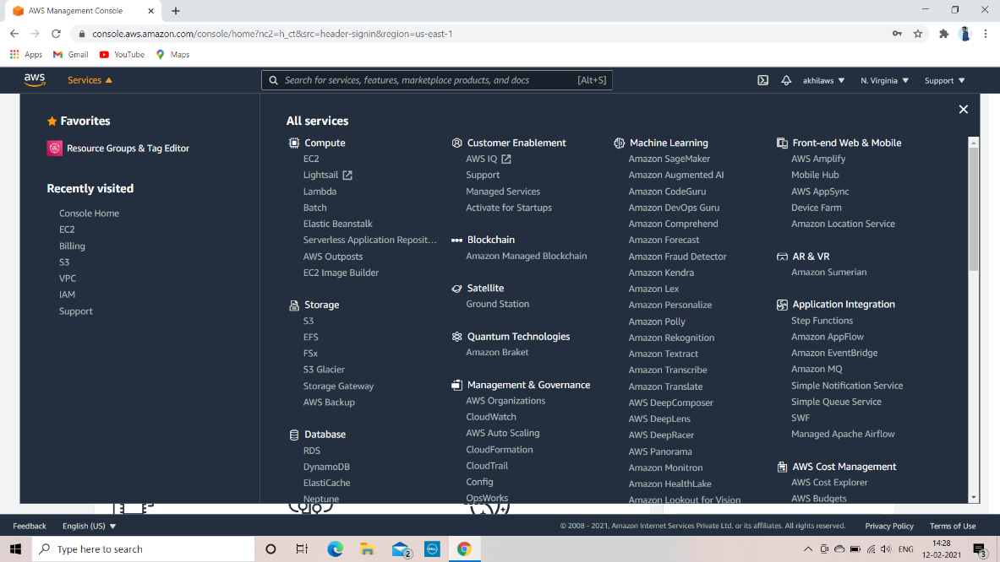 AWS Management Console
console.aws.amazon.com/console/home?nc2=h_ct&src=header-signin&region=us-east-1
Apps
Gmail
YouTube
Maps
aws
Services
Search for services, features, marketplace products, and docs
[Alt+S]
akhilaws
N. Virginia
Support
Favorites
Resource Groups & Tag Editor
Recently visited
Console Home
EC2
Billing
S3
VPC
IAM
Support
All services
Compute
EC2
Lightsail
Lambda
Batch
Elastic Beanstalk
Serverless Application Reposit...
AWS Outposts
EC2 Image Builder
Storage
S3
EFS
FSx
S3 Glacier
Storage Gateway
AWS Backup
Database
RDS
DynamoDB
ElastiCache
Neptune
Customer Enablement
AWS IQ
Support
Managed Services
Activate for Startups
Blockchain
Amazon Managed Blockchain
Satellite
Ground Station
Quantum Technologies
Amazon Braket
Management & Governance
AWS Organizations
CloudWatch
AWS Auto Scaling
CloudFormation
CloudTrail
Config
OpsWorks
Machine Learning
Amazon SageMaker
Amazon Augmented AI
Amazon CodeGuru
Amazon DevOps Guru
Amazon Comprehend
Amazon Forecast
Amazon Fraud Detector
Amazon Kendra
Amazon Lex
Amazon Personalize
Amazon Polly
Amazon Rekognition
Amazon Textract
Amazon Transcribe
Amazon Translate
AWS DeepComposer
AWS DeepLens
AWS DeepRacer
AWS Panorama
Amazon Monitron
Amazon HealthLake
Amazon Lookout for Vision
Front-end Web & Mobile
AWS Amplify
Mobile Hub
AWS AppSync
Device Farm
Amazon Location Service
AR & VR
Amazon Sumerian
Application Integration
Step Functions
Amazon AppFlow
Amazon EventBridge
Amazon MQ
Simple Notification Service
Simple Queue Service
SWF
Managed Apache Airflow
AWS Cost Management
AWS Cost Explorer
AWS Budgets
Feedback
English (US)
© 2008 - 2021, Amazon Internet Services Private Ltd. or its affiliates. All rights reserved.
Privacy Policy
Terms of Use
Type here to search
2
DELL
ENG
14:28
12-02-2021
3